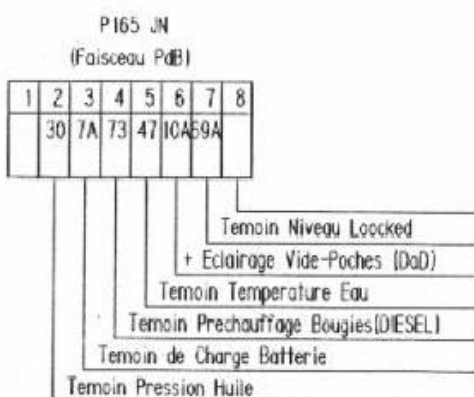 P165 JN
(Faisceau PdB)
1 2 3 4 5 6 7 8
30 7A 73 47 10A 59A
Temoin Niveau Loocked
+ Eclairage Vide-Poches (DàD)
Temoin Temperature Eau
Temoin Prechauffage Bougies(DIESEL)
Temoin de Charge Batterie
Temoin Pression Huile